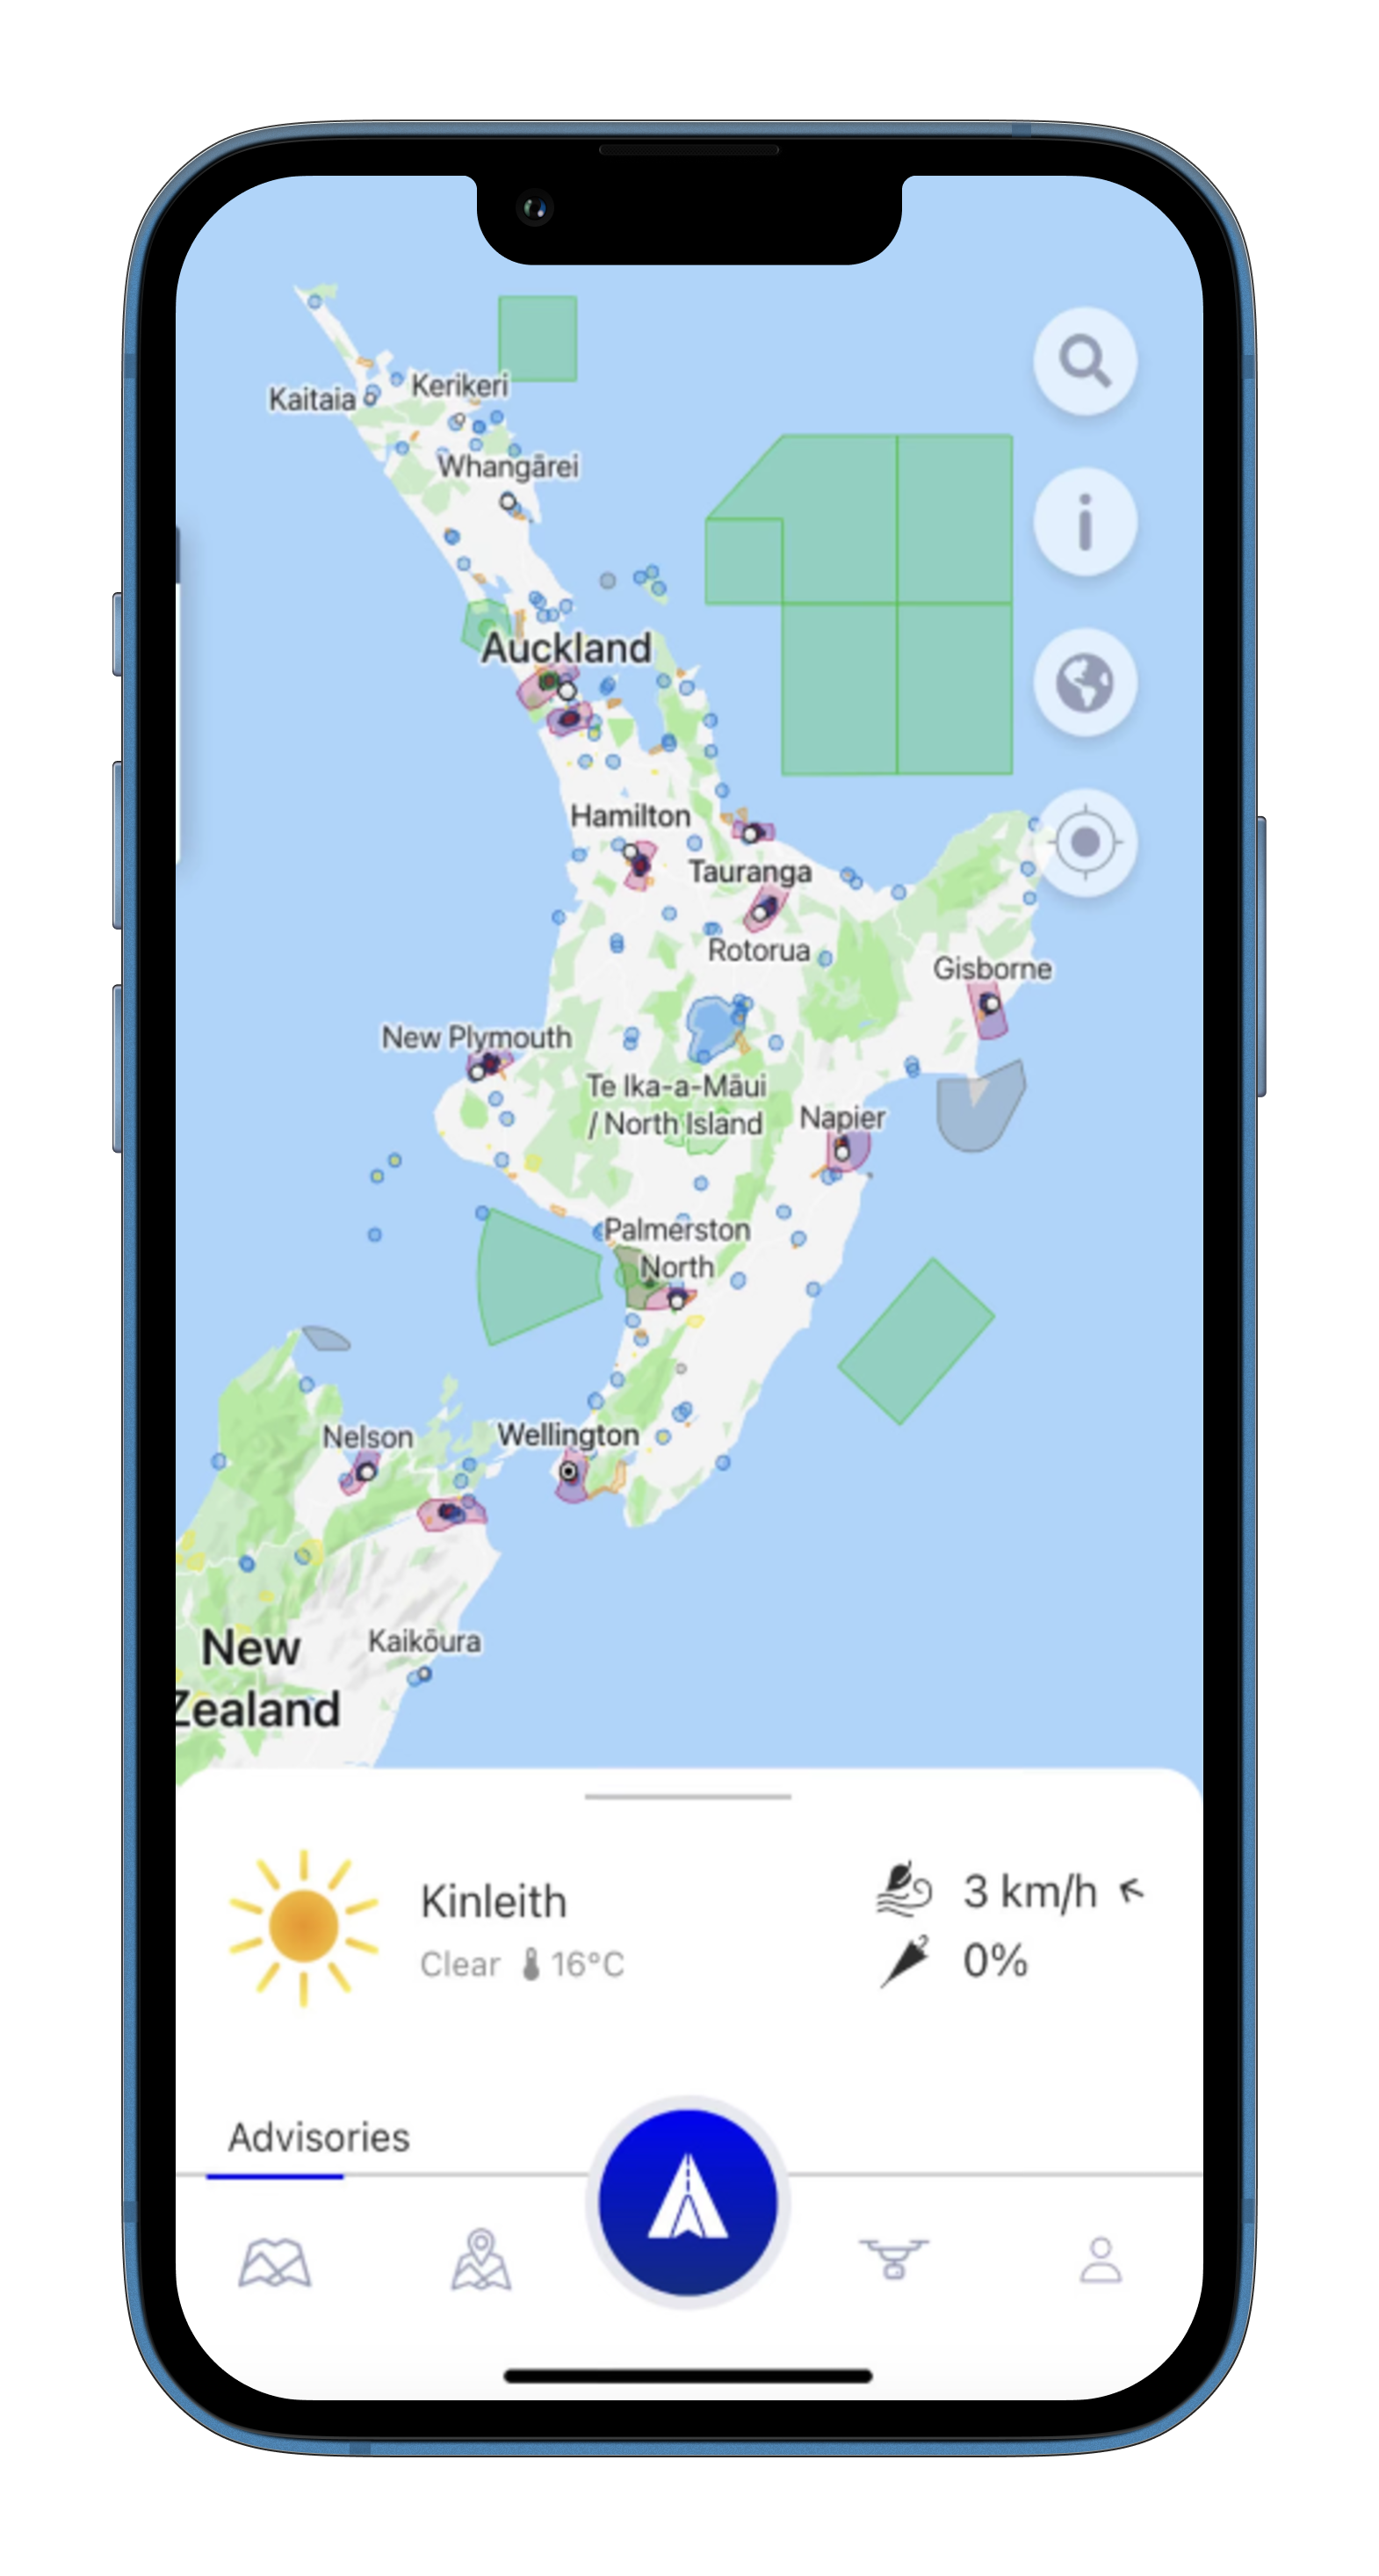 Kaitaia
Kerikeri
Whangārei
Auckland
Hamilton
Tauranga
Rotorua
Gisborne
New Plymouth
Te Ika-a-Māui
/ North Island
Napier
Palmerston
North
Nelson
Wellington
New
Zealand
Kaikōura
Kinleith
3 km/h
Clear 16°C
0%
Advisories